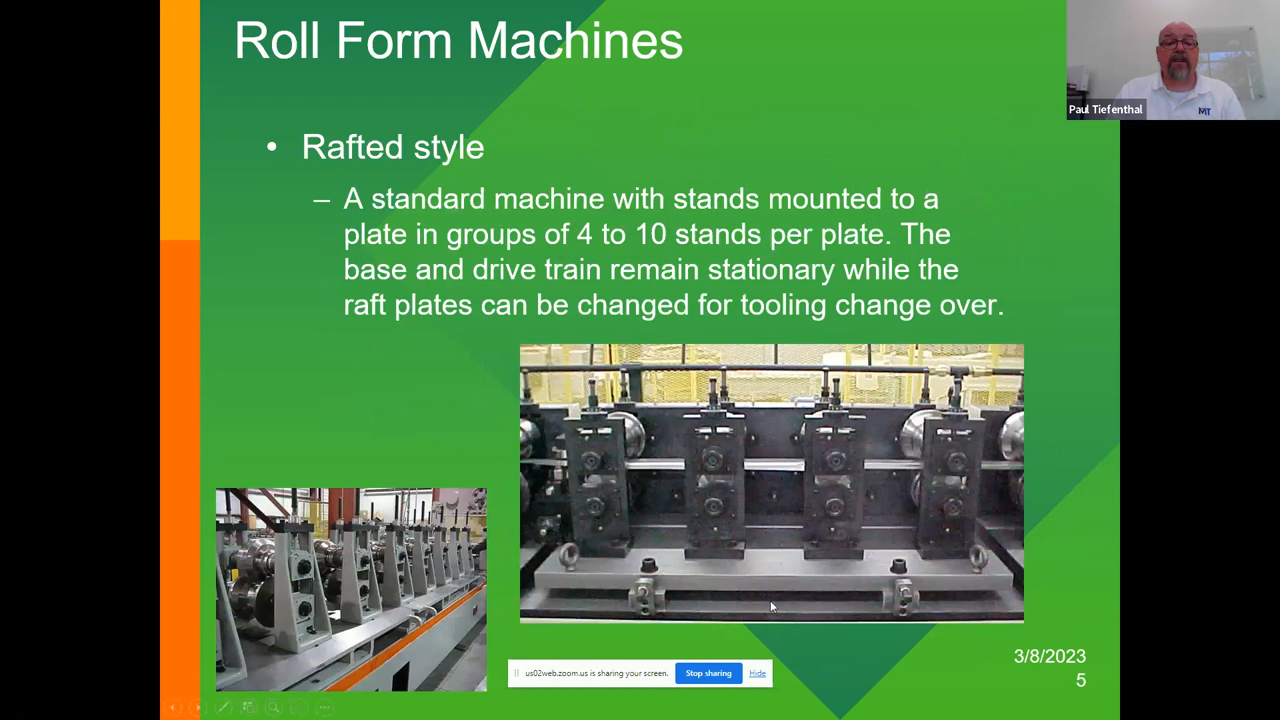 Roll Form Machines
Paul Tiefenthal
MT
• Rafted style
– A standard machine with stands mounted to a
plate in groups of 4 to 10 stands per plate. The
base and drive train remain stationary while the
raft plates can be changed for tooling change over.
3/8/2023
5
us02web.zoom.us is sharing your screen.
Stop sharing
Hide